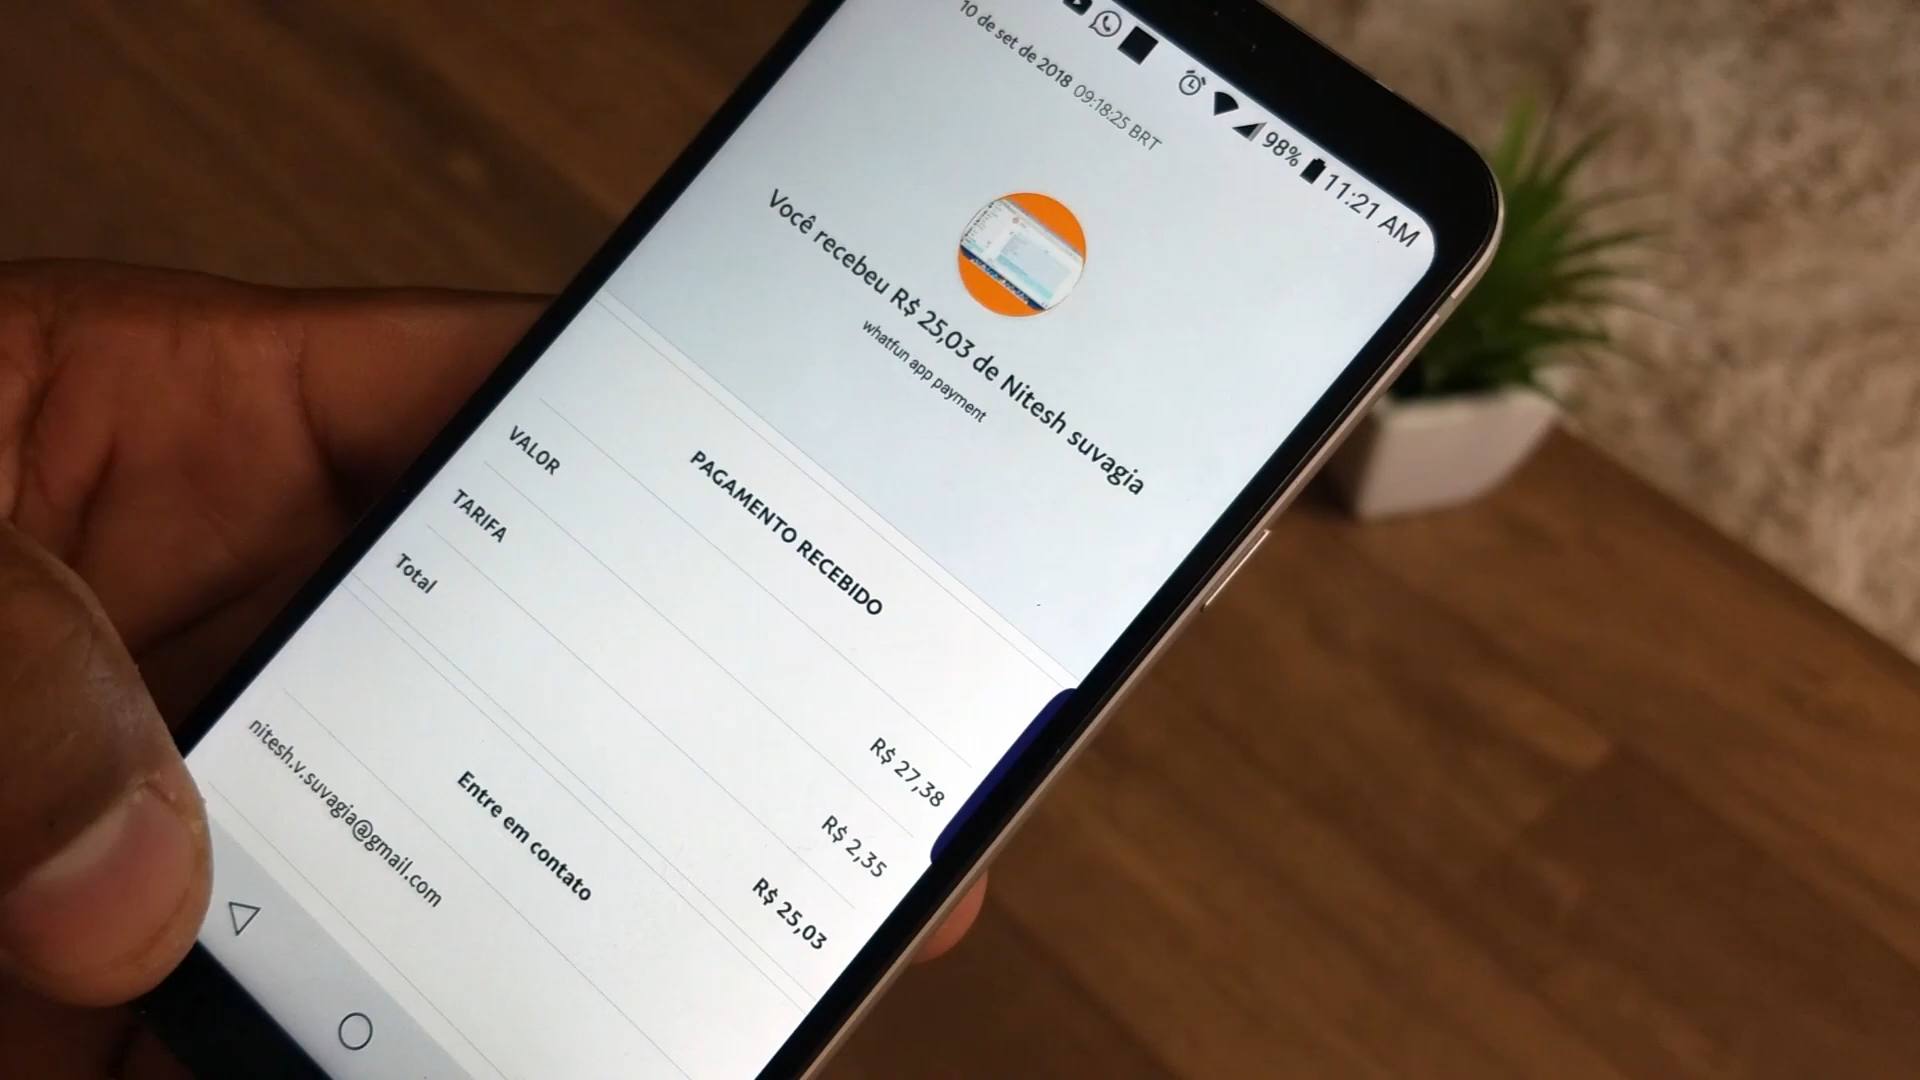 98% 11:21 AM
10 de set de 2018 09:18:25 BRT
Você recebeu R$ 25,03 de Nitesh suvagia
whatfun app payment
PAGAMENTO RECEBIDO
VALOR R$ 27,38
TARIFA R$ 2,35
Total R$ 25,03
Entre em contato
nitesh.v.suvagia@gmail.com